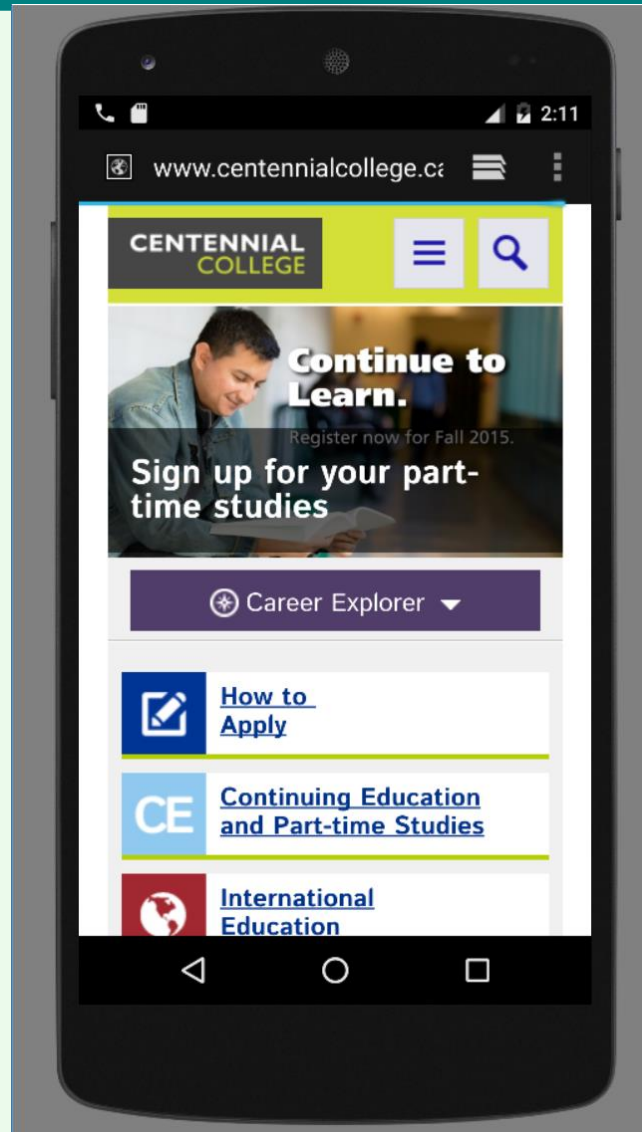 2:11
www.centennialcollege.ca
CENTENNIAL
COLLEGE
Continue to
Learn.
Register now for Fall 2015.
Sign up for your part-
time studies
Career Explorer
How to
Apply
CE
Continuing Education
and Part-time Studies
International
Education